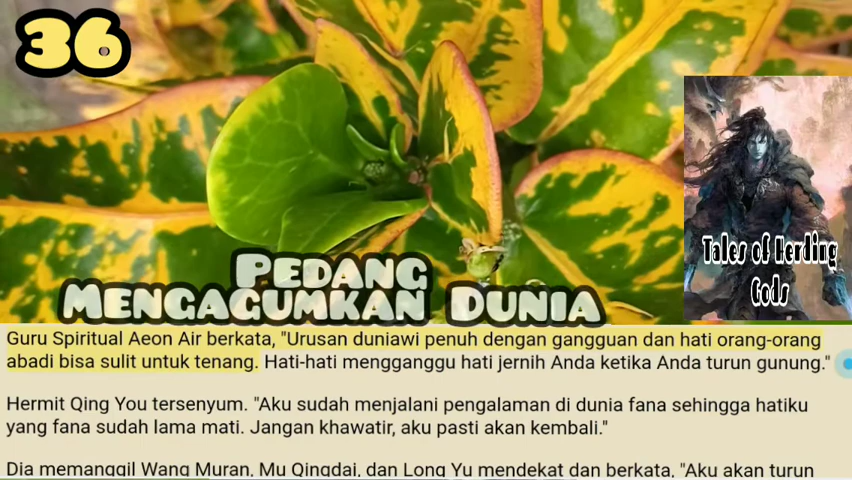 36
Tales of Herding
Gods
PEDANG
MENGAGUMKAN DUNIA
Guru Spiritual Aeon Air berkata, "Urusan duniawi penuh dengan gangguan dan hati orang-orang
abadi bisa sulit untuk tenang. Hati-hati mengganggu hati jernih Anda ketika Anda turun gunung."
Hermit Qing You tersenyum. "Aku sudah menjalani pengalaman di dunia fana sehingga hatiku
yang fana sudah lama mati. Jangan khawatir, aku pasti akan kembali."
Dia memanggil Wang Muran, Mu Qingdai, dan Long Yu mendekat dan berkata, "Aku akan turun